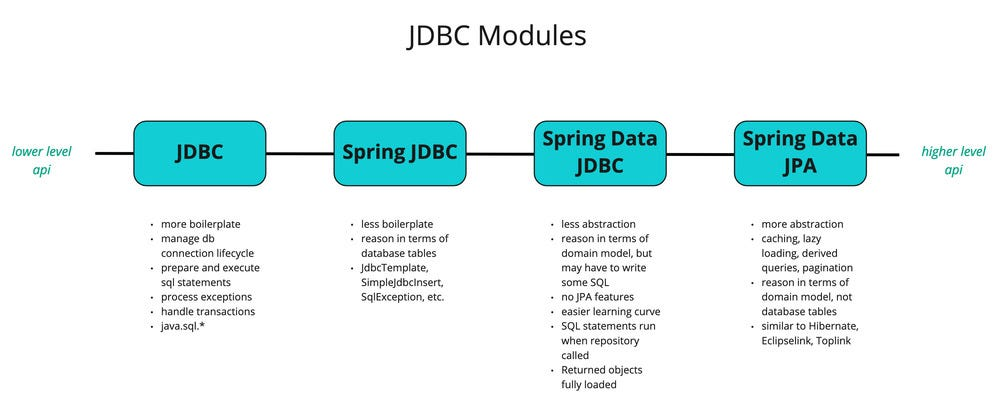 JDBC Modules
lower level
api
JDBC
Spring JDBC
Spring Data
JDBC
Spring Data
JPA
higher level
api
· more boilerplate
· manage db
connection lifecycle
· prepare and execute
sql statements
· process exceptions
· handle transactions
· java.sql.*
· less boilerplate
· reason in terms of
database tables
· JdbcTemplate,
SimpleJdbcInsert,
SqlException, etc.
· less abstraction
· reason in terms of
domain model, but
may have to write
some SQL
· no JPA features
· easier learning curve
· SQL statements run
when repository
called
· Returned objects
fully loaded
· more abstraction
· caching, lazy
loading, derived
queries, pagination
· reason in terms of
domain model, not
database tables
· similar to Hibernate,
Eclipselink, Toplink